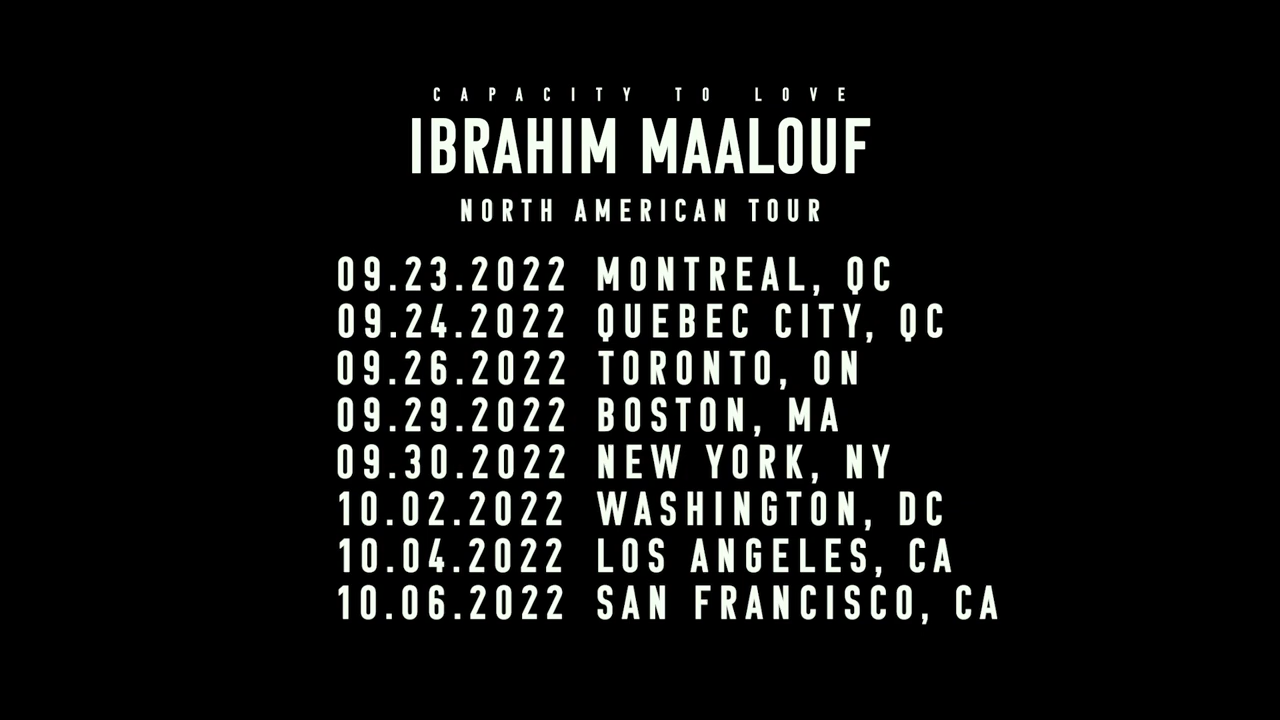 CAPACITY TO LOVE
IBRAHIM MAALOUF
NORTH AMERICAN TOUR
09.23.2022 MONTREAL, QC
09.24.2022 QUEBEC CITY, QC
09.26.2022 TORONTO, ON
09.29.2022 BOSTON, MA
09.30.2022 NEW YORK, NY
10.02.2022 WASHINGTON, DC
10.04.2022 LOS ANGELES, CA
10.06.2022 SAN FRANCISCO, CA